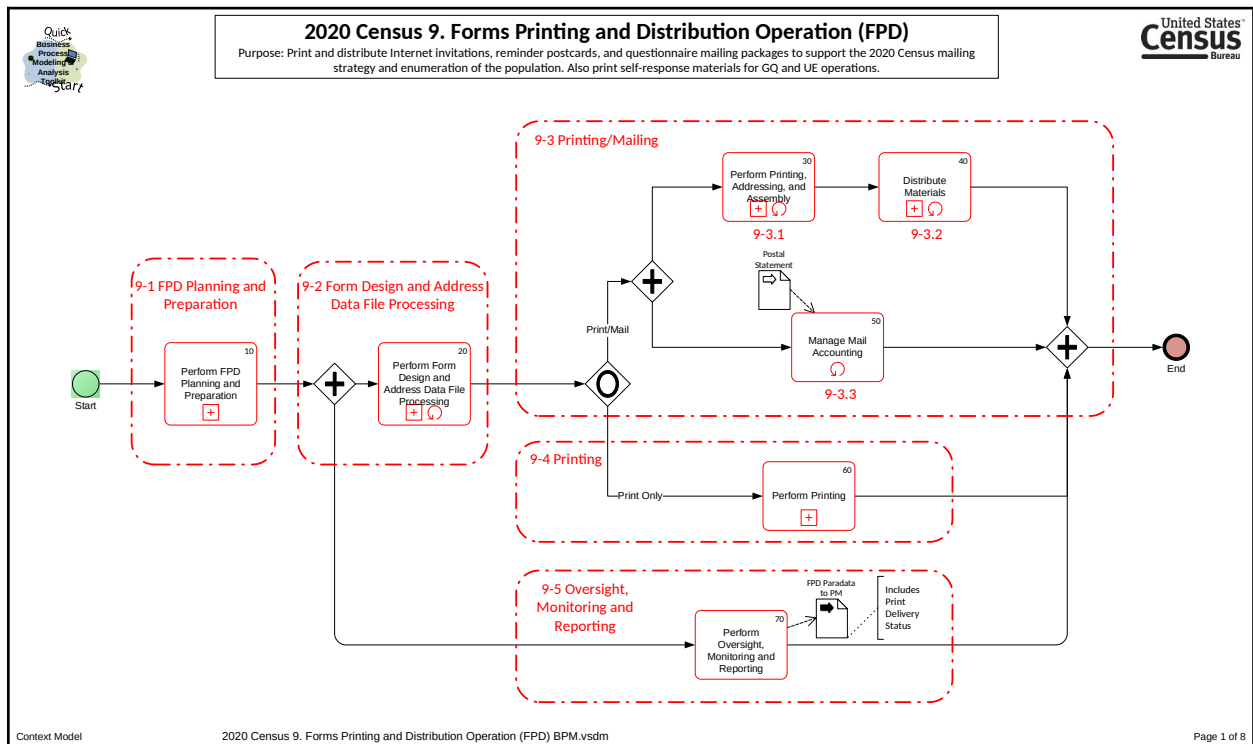 Quick
Business
Process
Modeling &
Analysis
Toolkit
Start
2020 Census 9. Forms Printing and Distribution Operation (FPD)
Purpose: Print and distribute Internet invitations, reminder postcards, and questionnaire mailing packages to support the 2020 Census mailing
strategy and enumeration of the population. Also print self-response materials for GQ and UE operations.
United States™
Census
Bureau
9-3 Printing/Mailing
30
Perform Printing,
Addressing, and
Assembly
9-3.1
40
Distribute
Materials
9-3.2
Postal
Statement
50
Manage Mail
Accounting
9-3.3
9-1 FPD Planning and
Preparation
10
Perform FPD
Planning and
Preparation
Start
9-2 Form Design and Address
Data File Processing
20
Perform Form
Design and
Address Data File
Processing
Print/Mail
End
9-4 Printing
Print Only
60
Perform Printing
9-5 Oversight,
Monitoring and
Reporting
70
Perform
Oversight,
Monitoring and
Reporting
FPD Paradata
to PM
Includes
Print
Delivery
Status
Context Model
2020 Census 9. Forms Printing and Distribution Operation (FPD) BPM.vsdm
Page 1 of 8